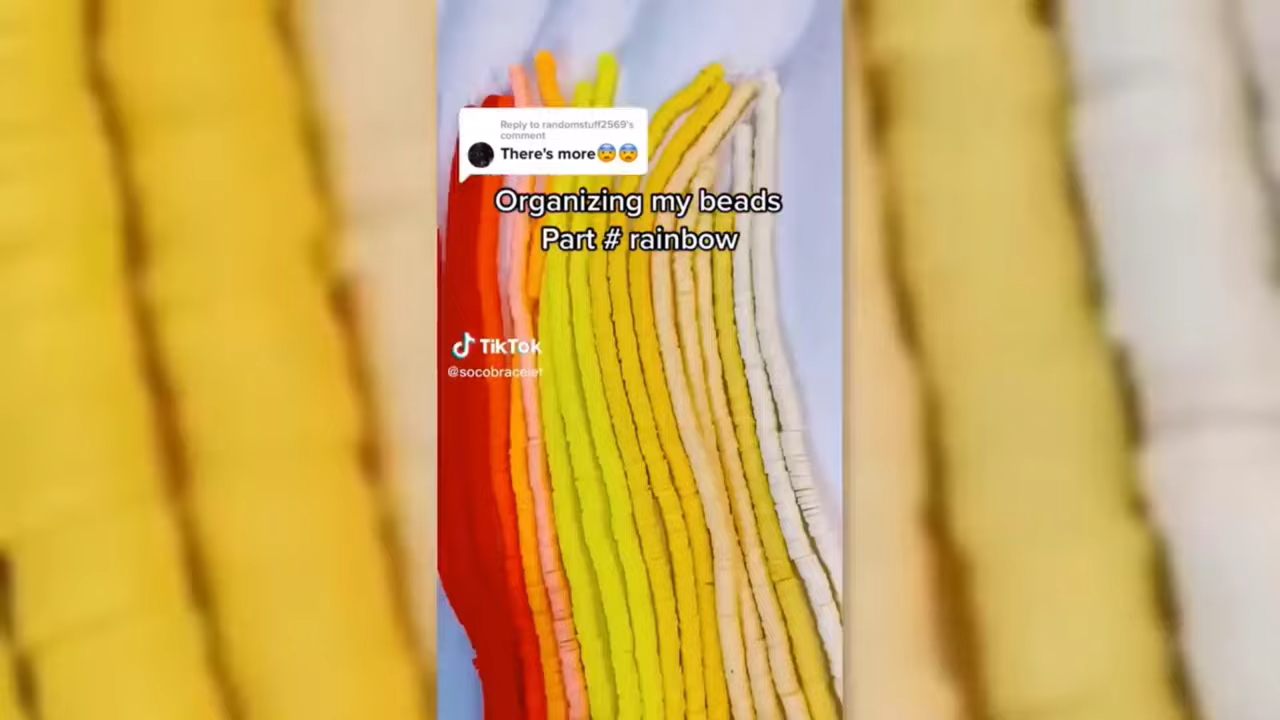 Reply to randomstuff2569's
comment
There's more😨😨
Organizing my beads
Part # rainbow
TikTok
@socobracelet